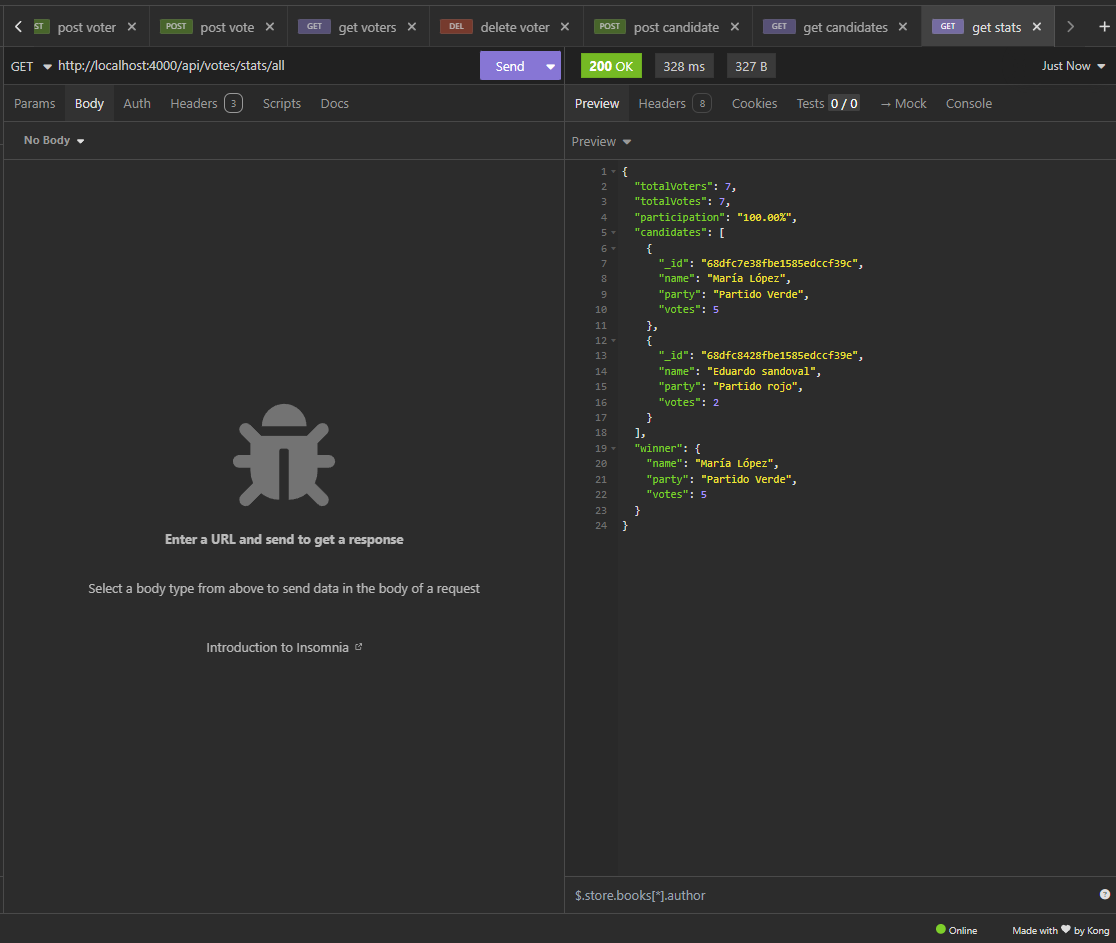 ST post voter POST post vote GET get voters DEL delete voter POST post candidate GET get candidates GET get stats
GET http://localhost:4000/api/votes/stats/all Send
200 OK 328 ms 327 B Just Now
Params Body Auth Headers 3 Scripts Docs
Preview Headers 8 Cookies Tests 0 / 0 → Mock Console
No Body
Preview
Enter a URL and send to get a response
Select a body type from above to send data in the body of a request
Introduction to Insomnia
1 {
2 "totalVoters": 7,
3 "totalVotes": 7,
4 "participation": "100.00%",
5 "candidates": [
6 {
7 "_id": "68dfc7e38fbe1585edccf39c",
8 "name": "María López",
9 "party": "Partido Verde",
10 "votes": 5
11 },
12 {
13 "_id": "68dfc8428fbe1585edccf39e",
14 "name": "Eduardo sandoval",
15 "party": "Partido rojo",
16 "votes": 2
17 }
18 ],
19 "winner": {
20 "name": "María López",
21 "party": "Partido Verde",
22 "votes": 5
23 }
24 }
$.store.books[*].author
Online Made with ❤ by Kong